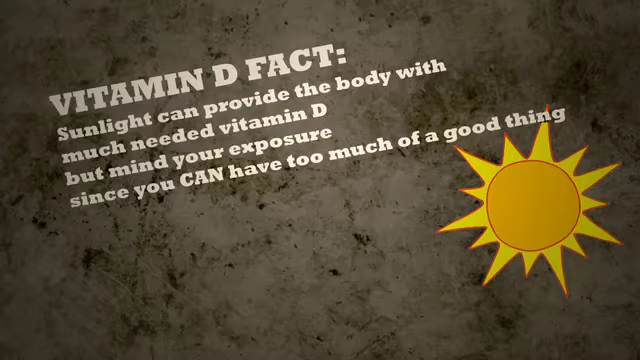 VITAMIN D FACT:
Sunlight can provide the body with
much needed vitamin D
but mind your exposure
since you CAN have too much of a good thing